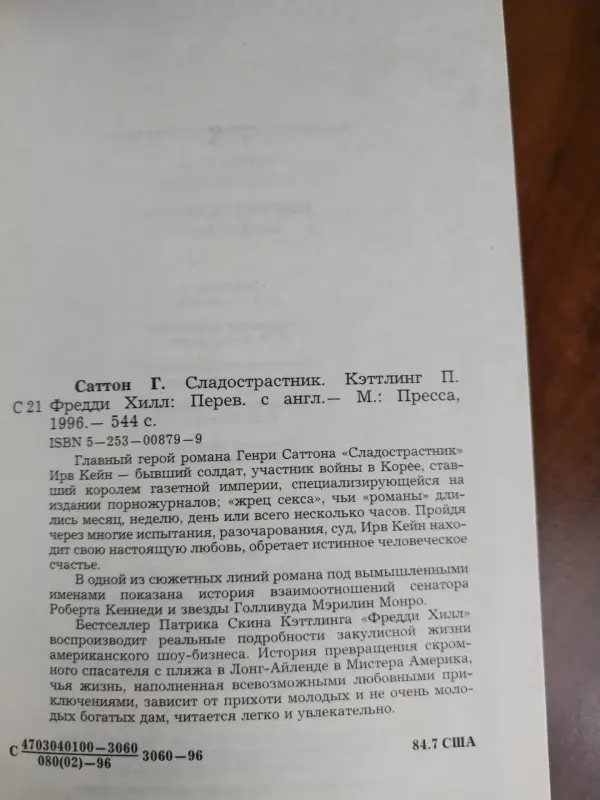 Саттон Г. Сладострастник. Кэттлинг П.
С 21 Фредди Хилл: Перев. с англ.— М.: Пресса,
1996.— 544 с.
ISBN 5—253—00879—9
Главный герой романа Генри Саттона «Сладострастник»
Ирв Кейн — бывший солдат, участник войны в Корее, став-
ший королем газетной империи, специализирующейся на
издании порножурналов; «жрец секса», чьи «романы» дли-
лись месяц, неделю, день или всего несколько часов. Пройдя
через многие испытания, разочарования, суд, Ирв Кейн нахо-
дит свою настоящую любовь, обретает истинное человеческое
счастье.
В одной из сюжетных линий романа под вымышленными
именами показана история взаимоотношений сенатора
Роберта Кеннеди и звезды Голливуда Мэрилин Монро.
Бестселлер Патрика Скина Кэттлинга «Фредди Хилл»
воспроизводит реальные подробности закулисной жизни
американского шоу-бизнеса. История превращения скром-
ного спасателя с пляжа в Лонг-Айленде в Мистера Америка,
чья жизнь, наполненная всевозможными любовными при-
ключениями, зависит от прихоти молодых и не очень моло-
дых богатых дам, читается легко и увлекательно.
С 4703040100—3060
080(02)—96 3060—96
84.7 США